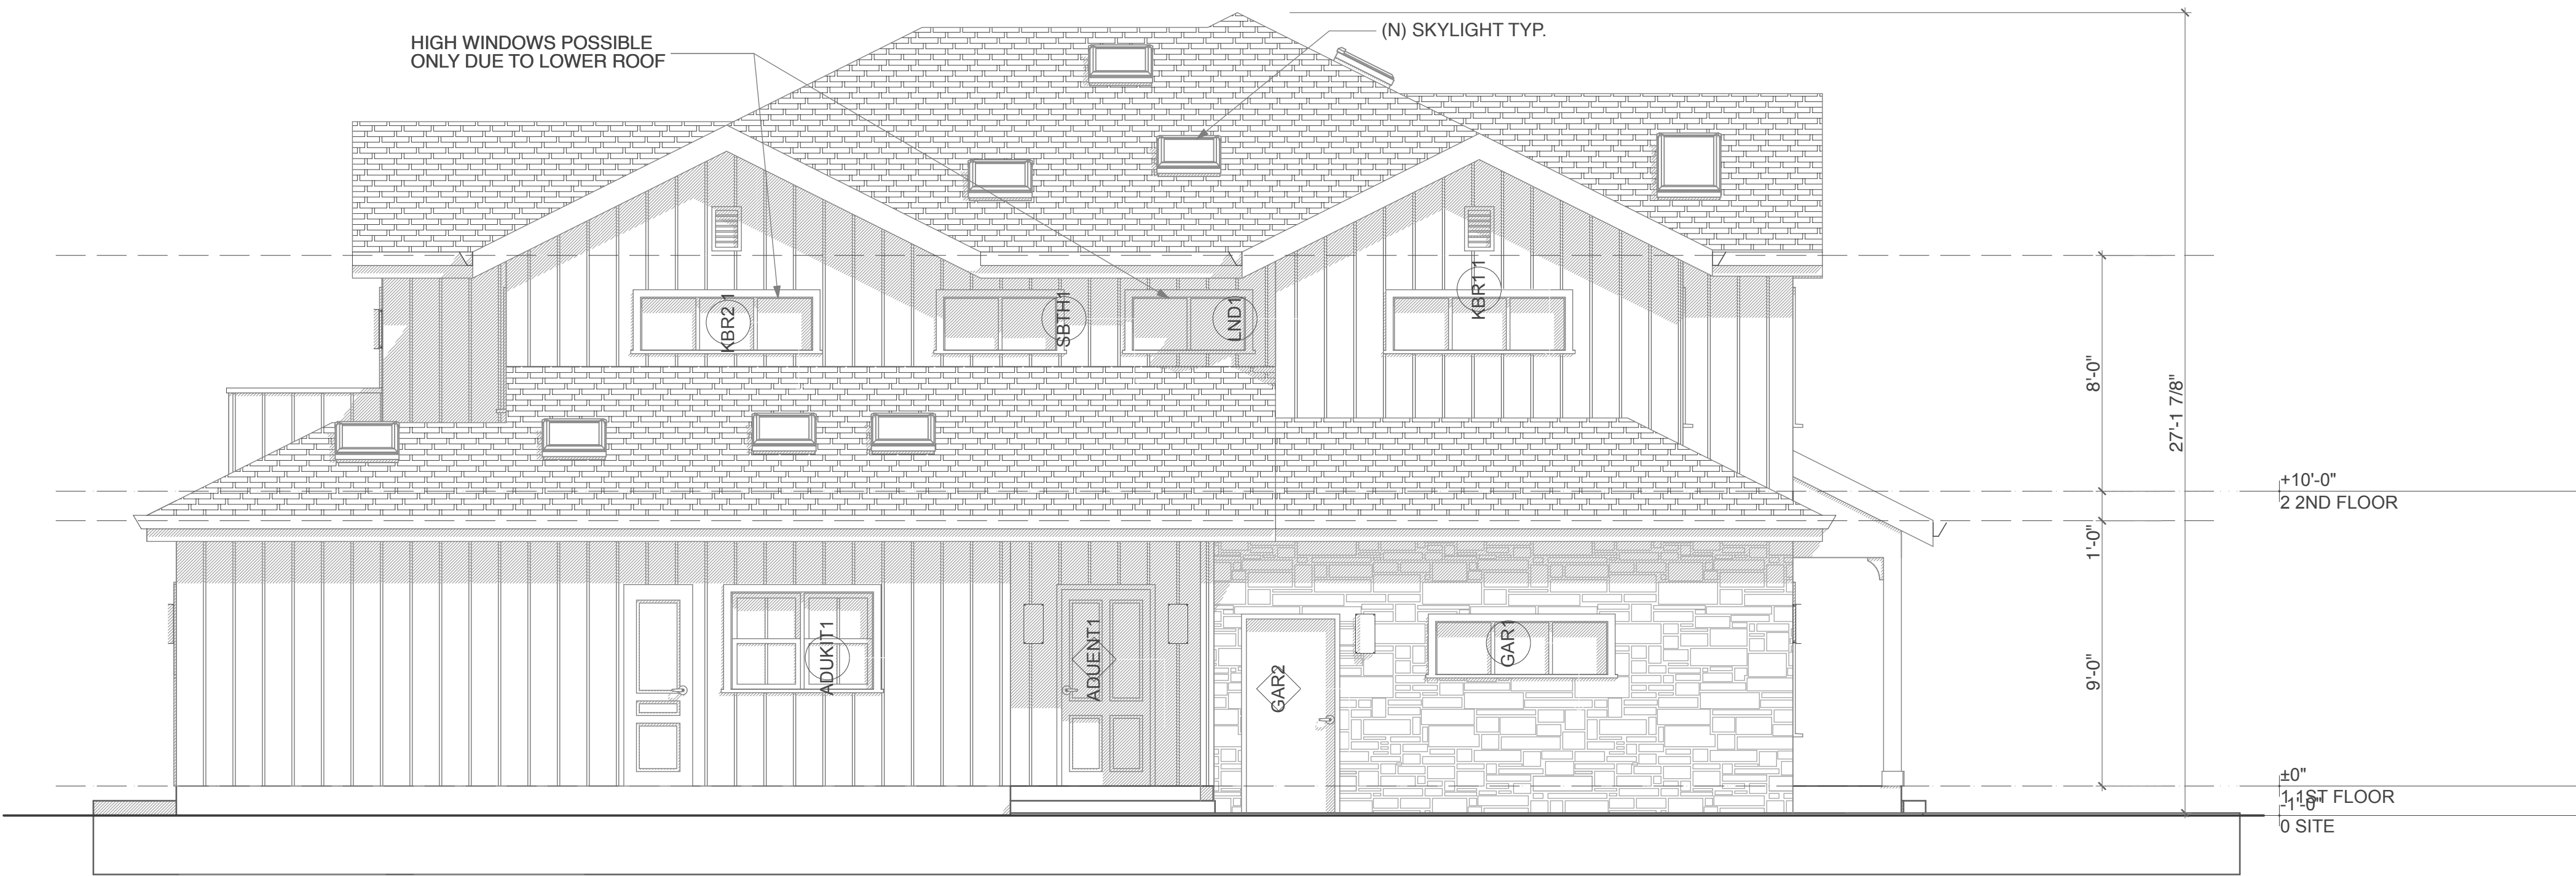 (N) SKYLIGHT TYP.
HIGH WINDOWS POSSIBLE
ONLY DUE TO LOWER ROOF
KBR2 1
SBTH1
LND1
KBR1 1
8'-0"
27'-1 7/8"
+10'-0"
2 2ND FLOOR
1'-0"
ADUKIT1
ADUENT1
GAR2
GAR1
9'-0"
±0"
1 1ST FLOOR
-1'-0"
0 SITE